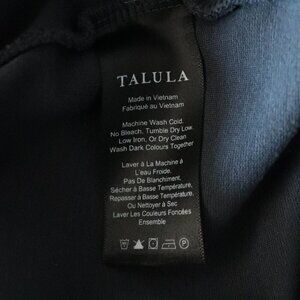 TALULA
Made in Vietnam
Fabriqué au Vietnam
Machine Wash Cold.
No Bleach. Tumble Dry Low.
Low Iron, Or Dry Clean
Wash Dark Colours Together
Laver à La Machine à
L'eau Froide.
Pas De Blanchiment.
Sécher à Basse Température,
Repasser à Basse Température,
Ou Nettoyer à Sec
Laver Les Couleurs Foncées
Ensemble
P